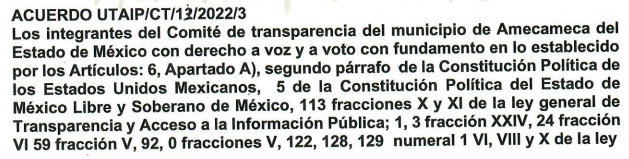 ACUERDO UTAIP/CT/13/2022/3
Los integrantes del Comité de transparencia del municipio de Amecameca del
Estado de México con derecho a voz y a voto con fundamento en lo establecido
por los Artículos: 6, Apartado A), segundo párrafo de la Constitución Política de
los Estados Unidos Mexicanos, 5 de la Constitución Política del Estado de
México Libre y Soberano de México, 113 fracciones X y XI de la ley general de
Transparencia y Acceso a la Información Pública; 1, 3 fracción XXIV, 24 fracción
VI 59 fracción V, 92, 0 fracciones V, 122, 128, 129 numeral 1 VI, VIII y X de la ley